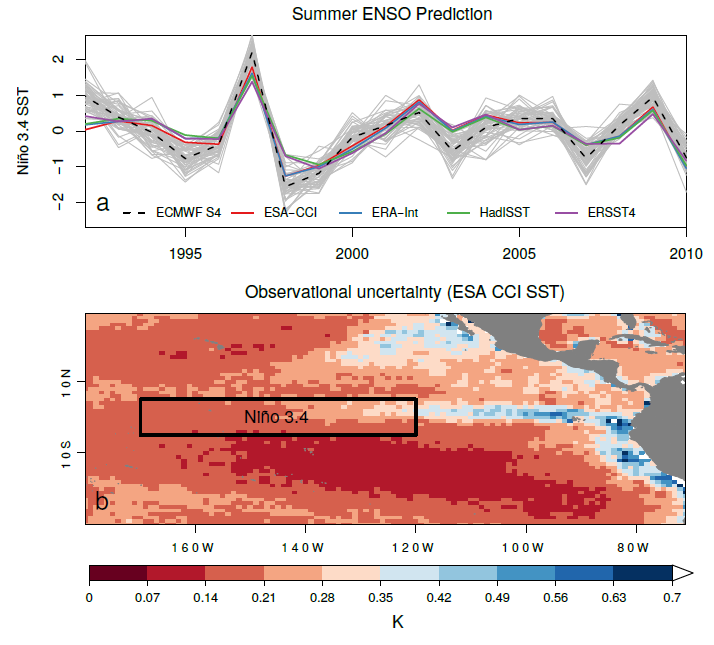 Summer ENSO Prediction
Niño 3.4 SST
2
1
0
−1
−2
a
ECMWF S4 ESA−CCI ERA−Int HadISST ERSST4
1995 2000 2005 2010
Observational uncertainty (ESA CCI SST)
10N
Niño 3.4
10S
b
160W 140W 120W 100W 80W
0 0.07 0.14 0.21 0.28 0.35 0.42 0.49 0.56 0.63 0.7
K